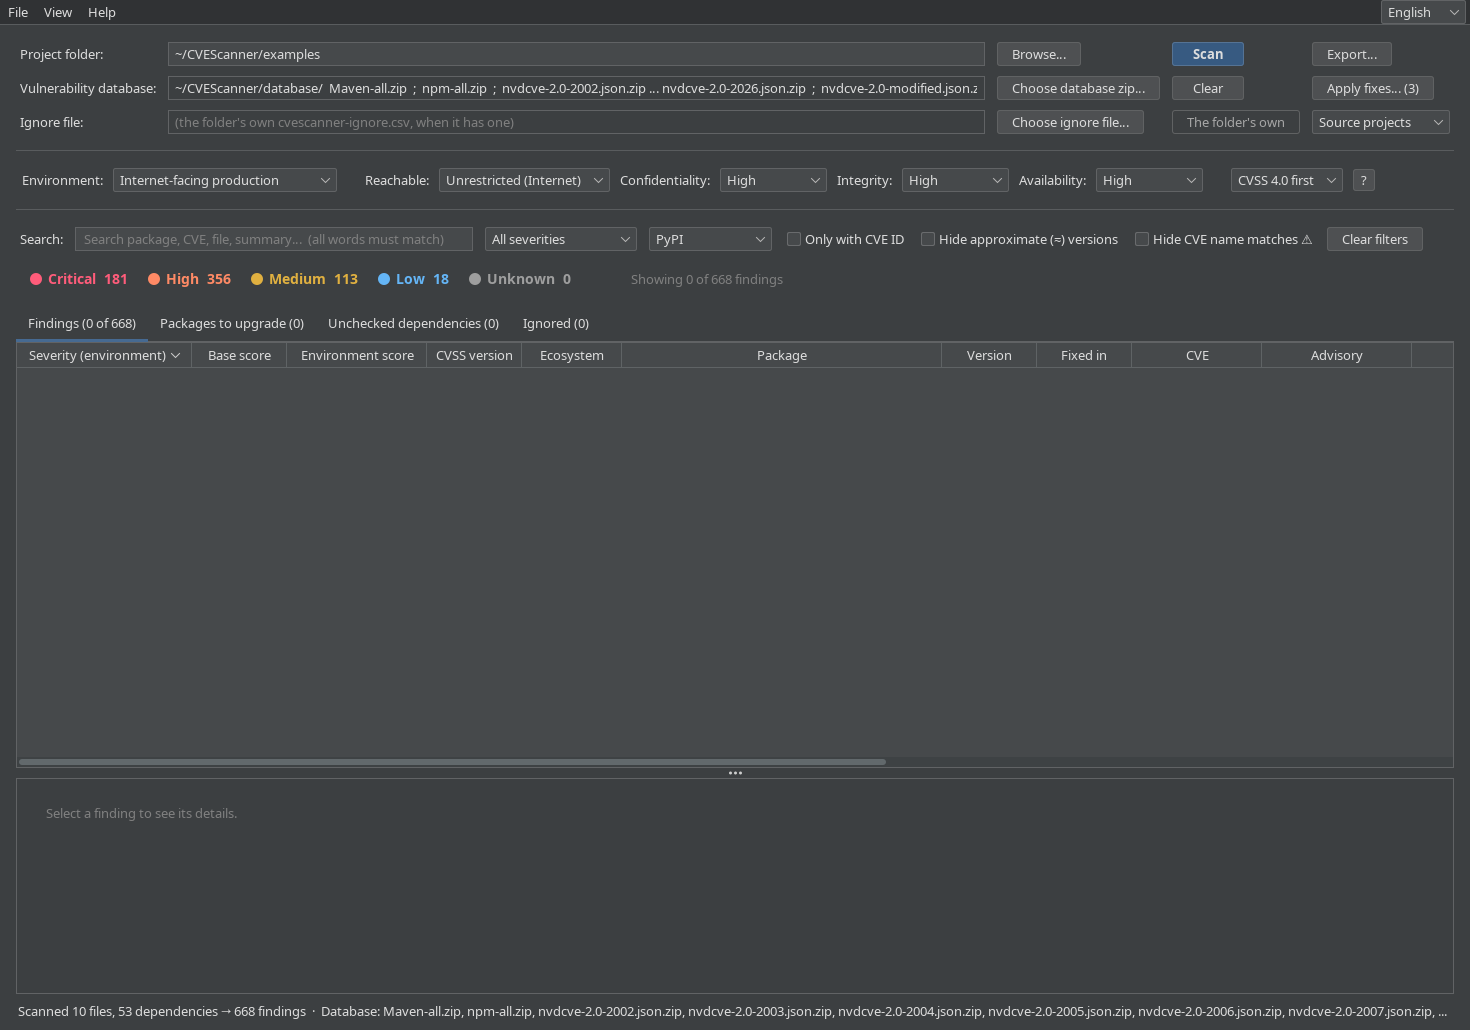 File View Help English
Project folder: ~/CVEScanner/examples Browse... Scan Export...
Vulnerability database: ~/CVEScanner/database/ Maven-all.zip ; npm-all.zip ; nvdcve-2.0-2002.json.zip ... nvdcve-2.0-2026.json.zip ; nvdcve-2.0-modified.json.z Choose database zip... Clear Apply fixes... (3)
Ignore file: (the folder's own cvescanner-ignore.csv, when it has one) Choose ignore file... The folder's own Source projects
Environment: Internet-facing production Reachable: Unrestricted (Internet) Confidentiality: High Integrity: High Availability: High CVSS 4.0 first ?
Search: Search package, CVE, file, summary... (all words must match) All severities PyPI Only with CVE ID Hide approximate (≈) versions Hide CVE name matches ⚠ Clear filters
Critical 181 High 356 Medium 113 Low 18 Unknown 0 Showing 0 of 668 findings
Findings (0 of 668) Packages to upgrade (0) Unchecked dependencies (0) Ignored (0)
Severity (environment) Base score Environment score CVSS version Ecosystem Package Version Fixed in CVE Advisory
Select a finding to see its details.
Scanned 10 files, 53 dependencies → 668 findings · Database: Maven-all.zip, npm-all.zip, nvdcve-2.0-2002.json.zip, nvdcve-2.0-2003.json.zip, nvdcve-2.0-2004.json.zip, nvdcve-2.0-2005.json.zip, nvdcve-2.0-2006.json.zip, nvdcve-2.0-2007.json.zip, ...